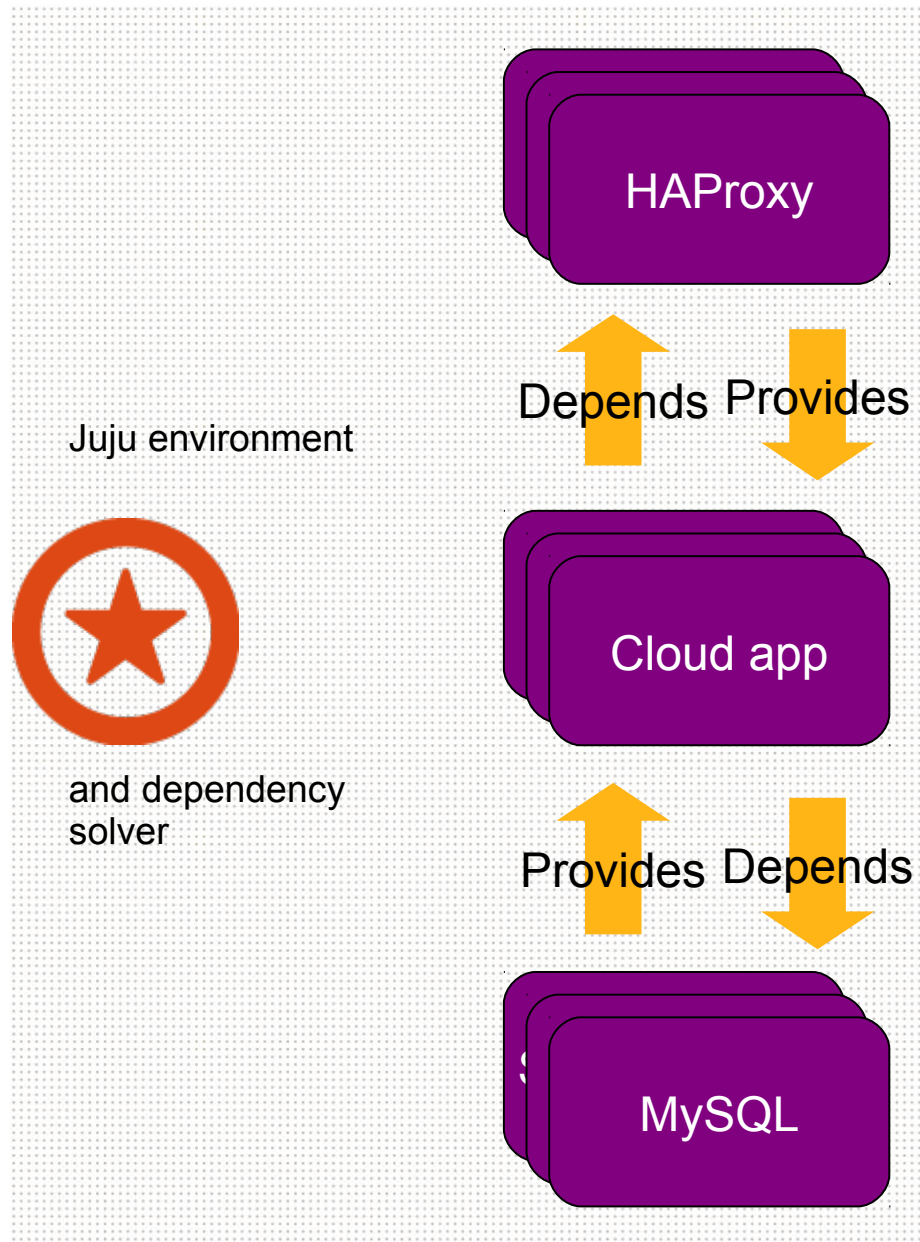 HAProxy
Depends
Provides
Juju environment
Cloud app
and dependency
solver
Provides
Depends
MySQL